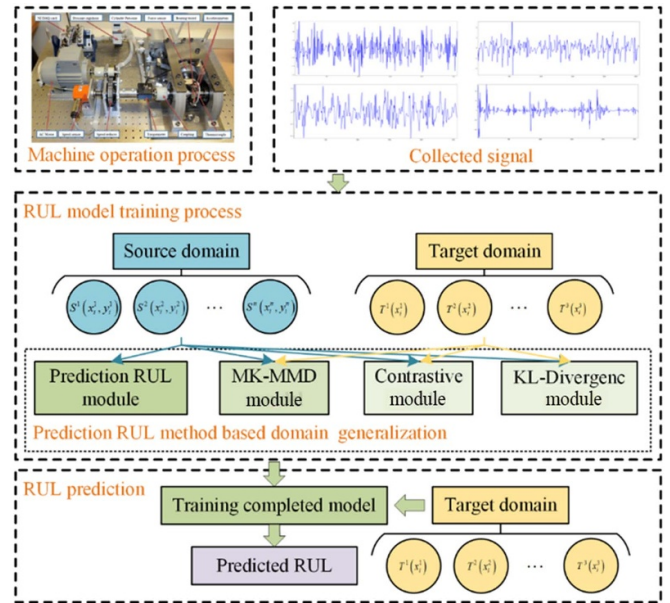 Machine operation process
Collected signal
RUL model training process
Source domain
Target domain
...
...
Prediction RUL
module
MK-MMD
module
Contrastive
module
KL-Divergenc
module
Prediction RUL method based domain generalization
RUL prediction
Training completed model
Target domain
Predicted RUL
...